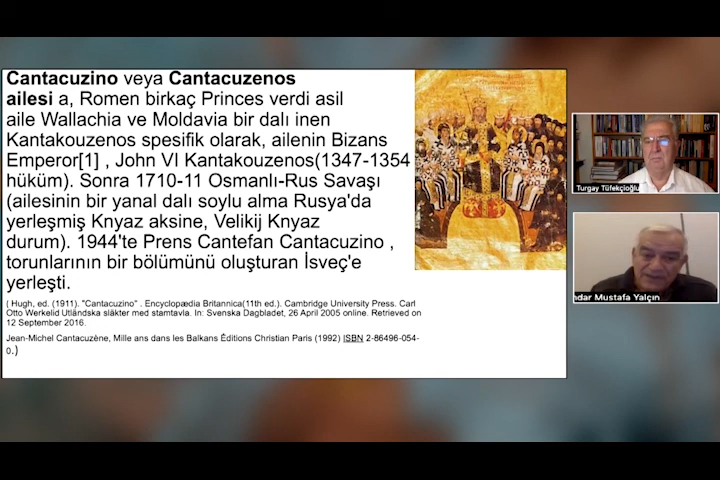 Cantacuzino veya Cantacuzenos
ailesi a, Romen birkaç Princes verdi asil
aile Wallachia ve Moldavia bir dalı inen
Kantakouzenos spesifik olarak, ailenin Bizans
Emperor[1] , John VI Kantakouzenos(1347-1354
hüküm). Sonra 1710-11 Osmanlı-Rus Savaşı
(ailesinin bir yanal dalı soylu alma Rusya'da
yerleşmiş Knyaz aksine, Velikij Knyaz
durum). 1944'te Prens Cantefan Cantacuzino ,
torunlarının bir bölümünü oluşturan İsveç'e
yerleşti.
( Hugh, ed. (1911). "Cantacuzino" . Encyclopædia Britannica(11th ed.). Cambridge University Press. Carl
Otto Werkelid Utländska släkter med stamtavla. In: Svenska Dagbladet, 26 April 2005 online. Retrieved on
12 September 2016.
Jean-Michel Cantacuzène, Mille ans dans les Balkans Éditions Christian Paris (1992) ISBN 2-86496-054-
0.)
Turgay Tüfekçioğlu
ndar Mustafa Yalçın